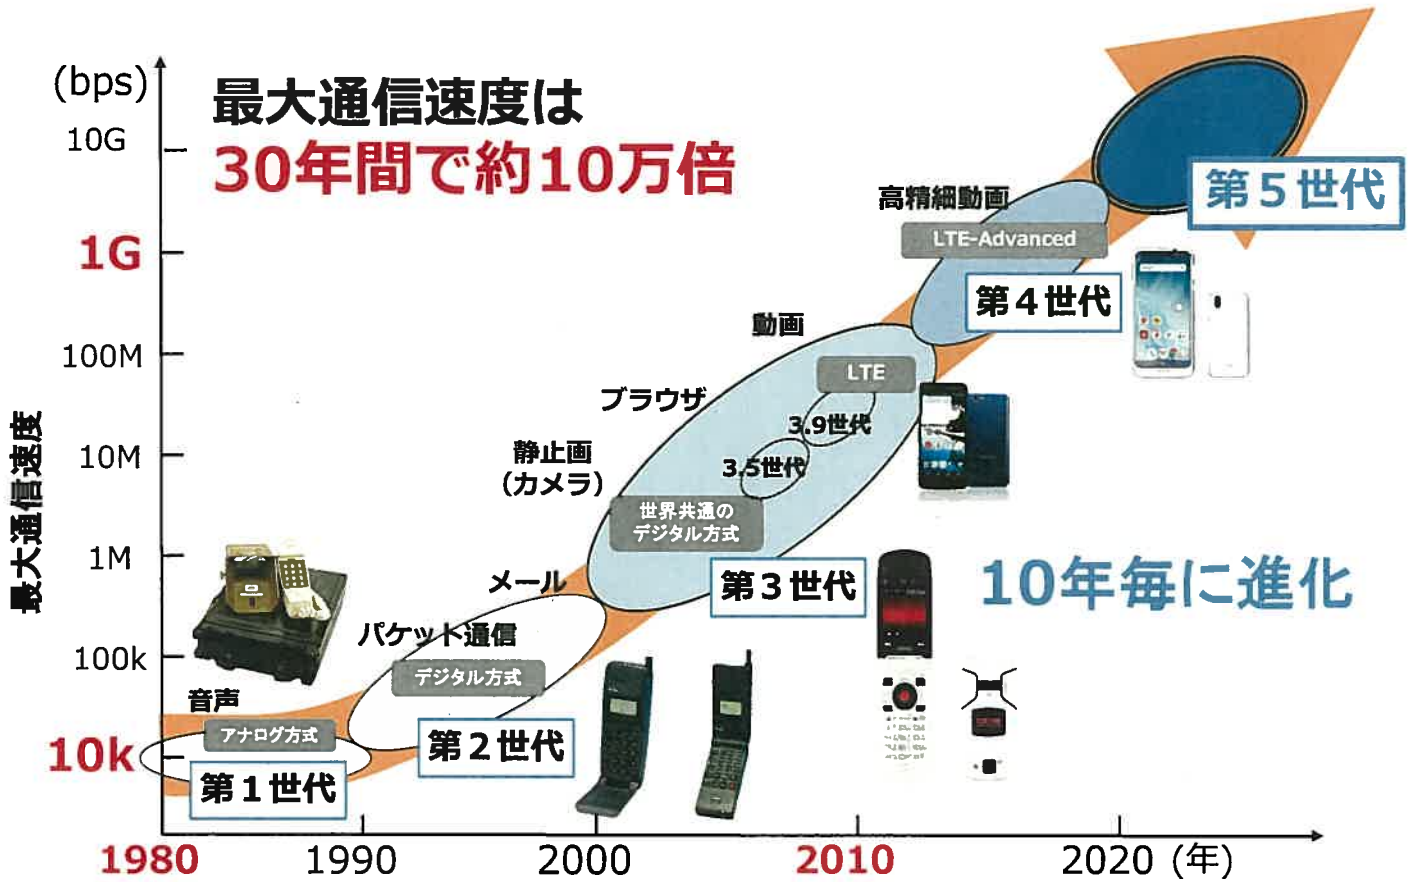 (bps)
最大通信速度は
30年間で約10万倍
10G
1G
100M
10M
1M
100k
10k
最大通信速度
第５世代
高精細動画
LTE-Advanced
第４世代
動画
LTE
ブラウザ
3.9世代
静止画
（カメラ）
3.5世代
世界共通の
デジタル方式
第３世代
10年毎に進化
メール
パケット通信
デジタル方式
第２世代
音声
アナログ方式
第１世代
1980
1990
2000
2010
2020
(年)